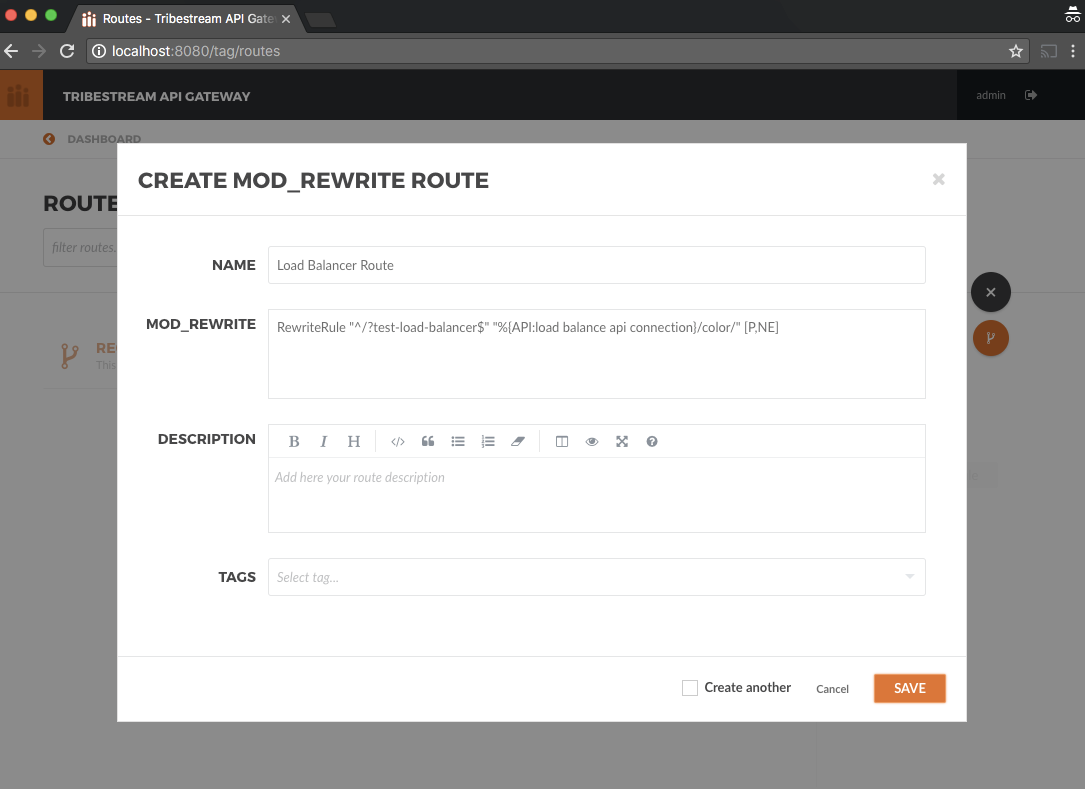 Routes - Tribestream API Gate
localhost:8080/tag/routes
TRIBESTREAM API GATEWAY
admin
DASHBOARD
CREATE MOD_REWRITE ROUTE
ROUTE
filter routes.
NAME
Load Balancer Route
MOD_REWRITE
RewriteRule "^/?test-load-balancer$" "%{API:load balance api connection}/color/" [P,NE]
This
DESCRIPTION
B I H
Add here your route description
TAGS
Select tag...
Create another
Cancel
SAVE